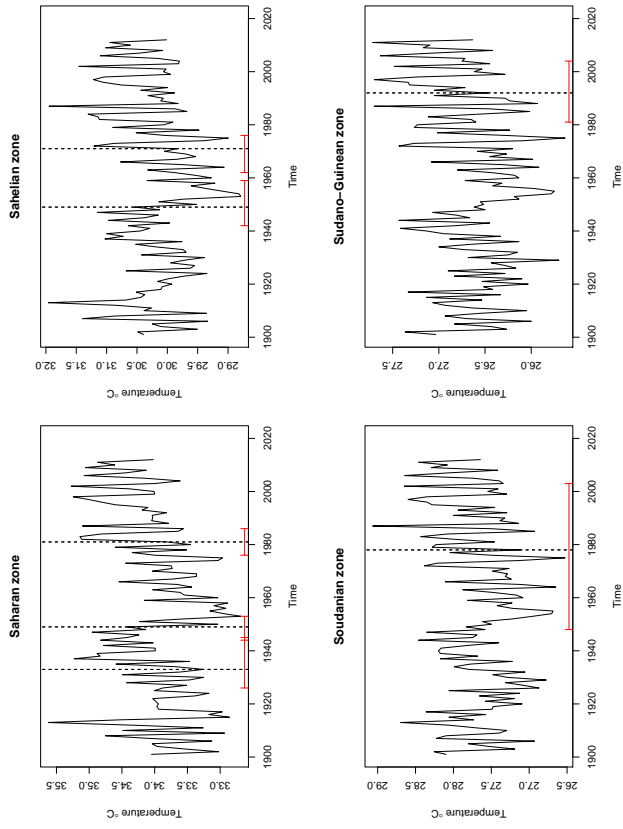 Saharan zone
Temperature °C
35.5
35.0
34.5
34.0
33.5
33.0
1900 1920 1940 1960 1980 2000 2020
Time
Sahelian zone
Temperature °C
32.0
31.5
31.0
30.5
30.0
29.5
29.0
1900 1920 1940 1960 1980 2000 2020
Time
Soudanian zone
Temperature °C
29.0
28.5
28.0
27.5
27.0
26.5
1900 1920 1940 1960 1980 2000 2020
Time
Sudano−Guinean zone
Temperature °C
27.5
27.0
26.5
26.0
1900 1920 1940 1960 1980 2000 2020
Time